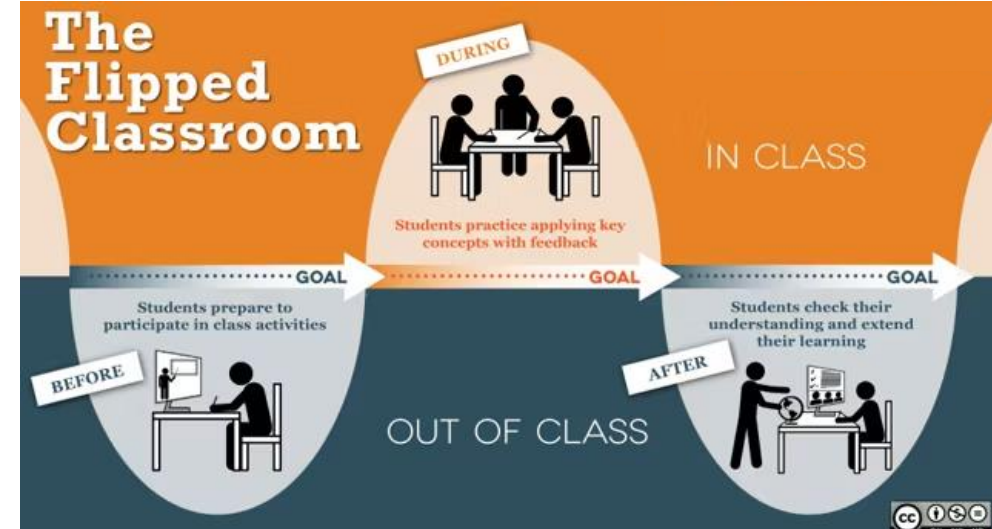 The
Flipped
Classroom
DURING
IN CLASS
Students practice applying key
concepts with feedback
GOAL
GOAL
GOAL
Students prepare to
participate in class activities
BEFORE
Students check their
understanding and extend
their learning
AFTER
OUT OF CLASS
cc